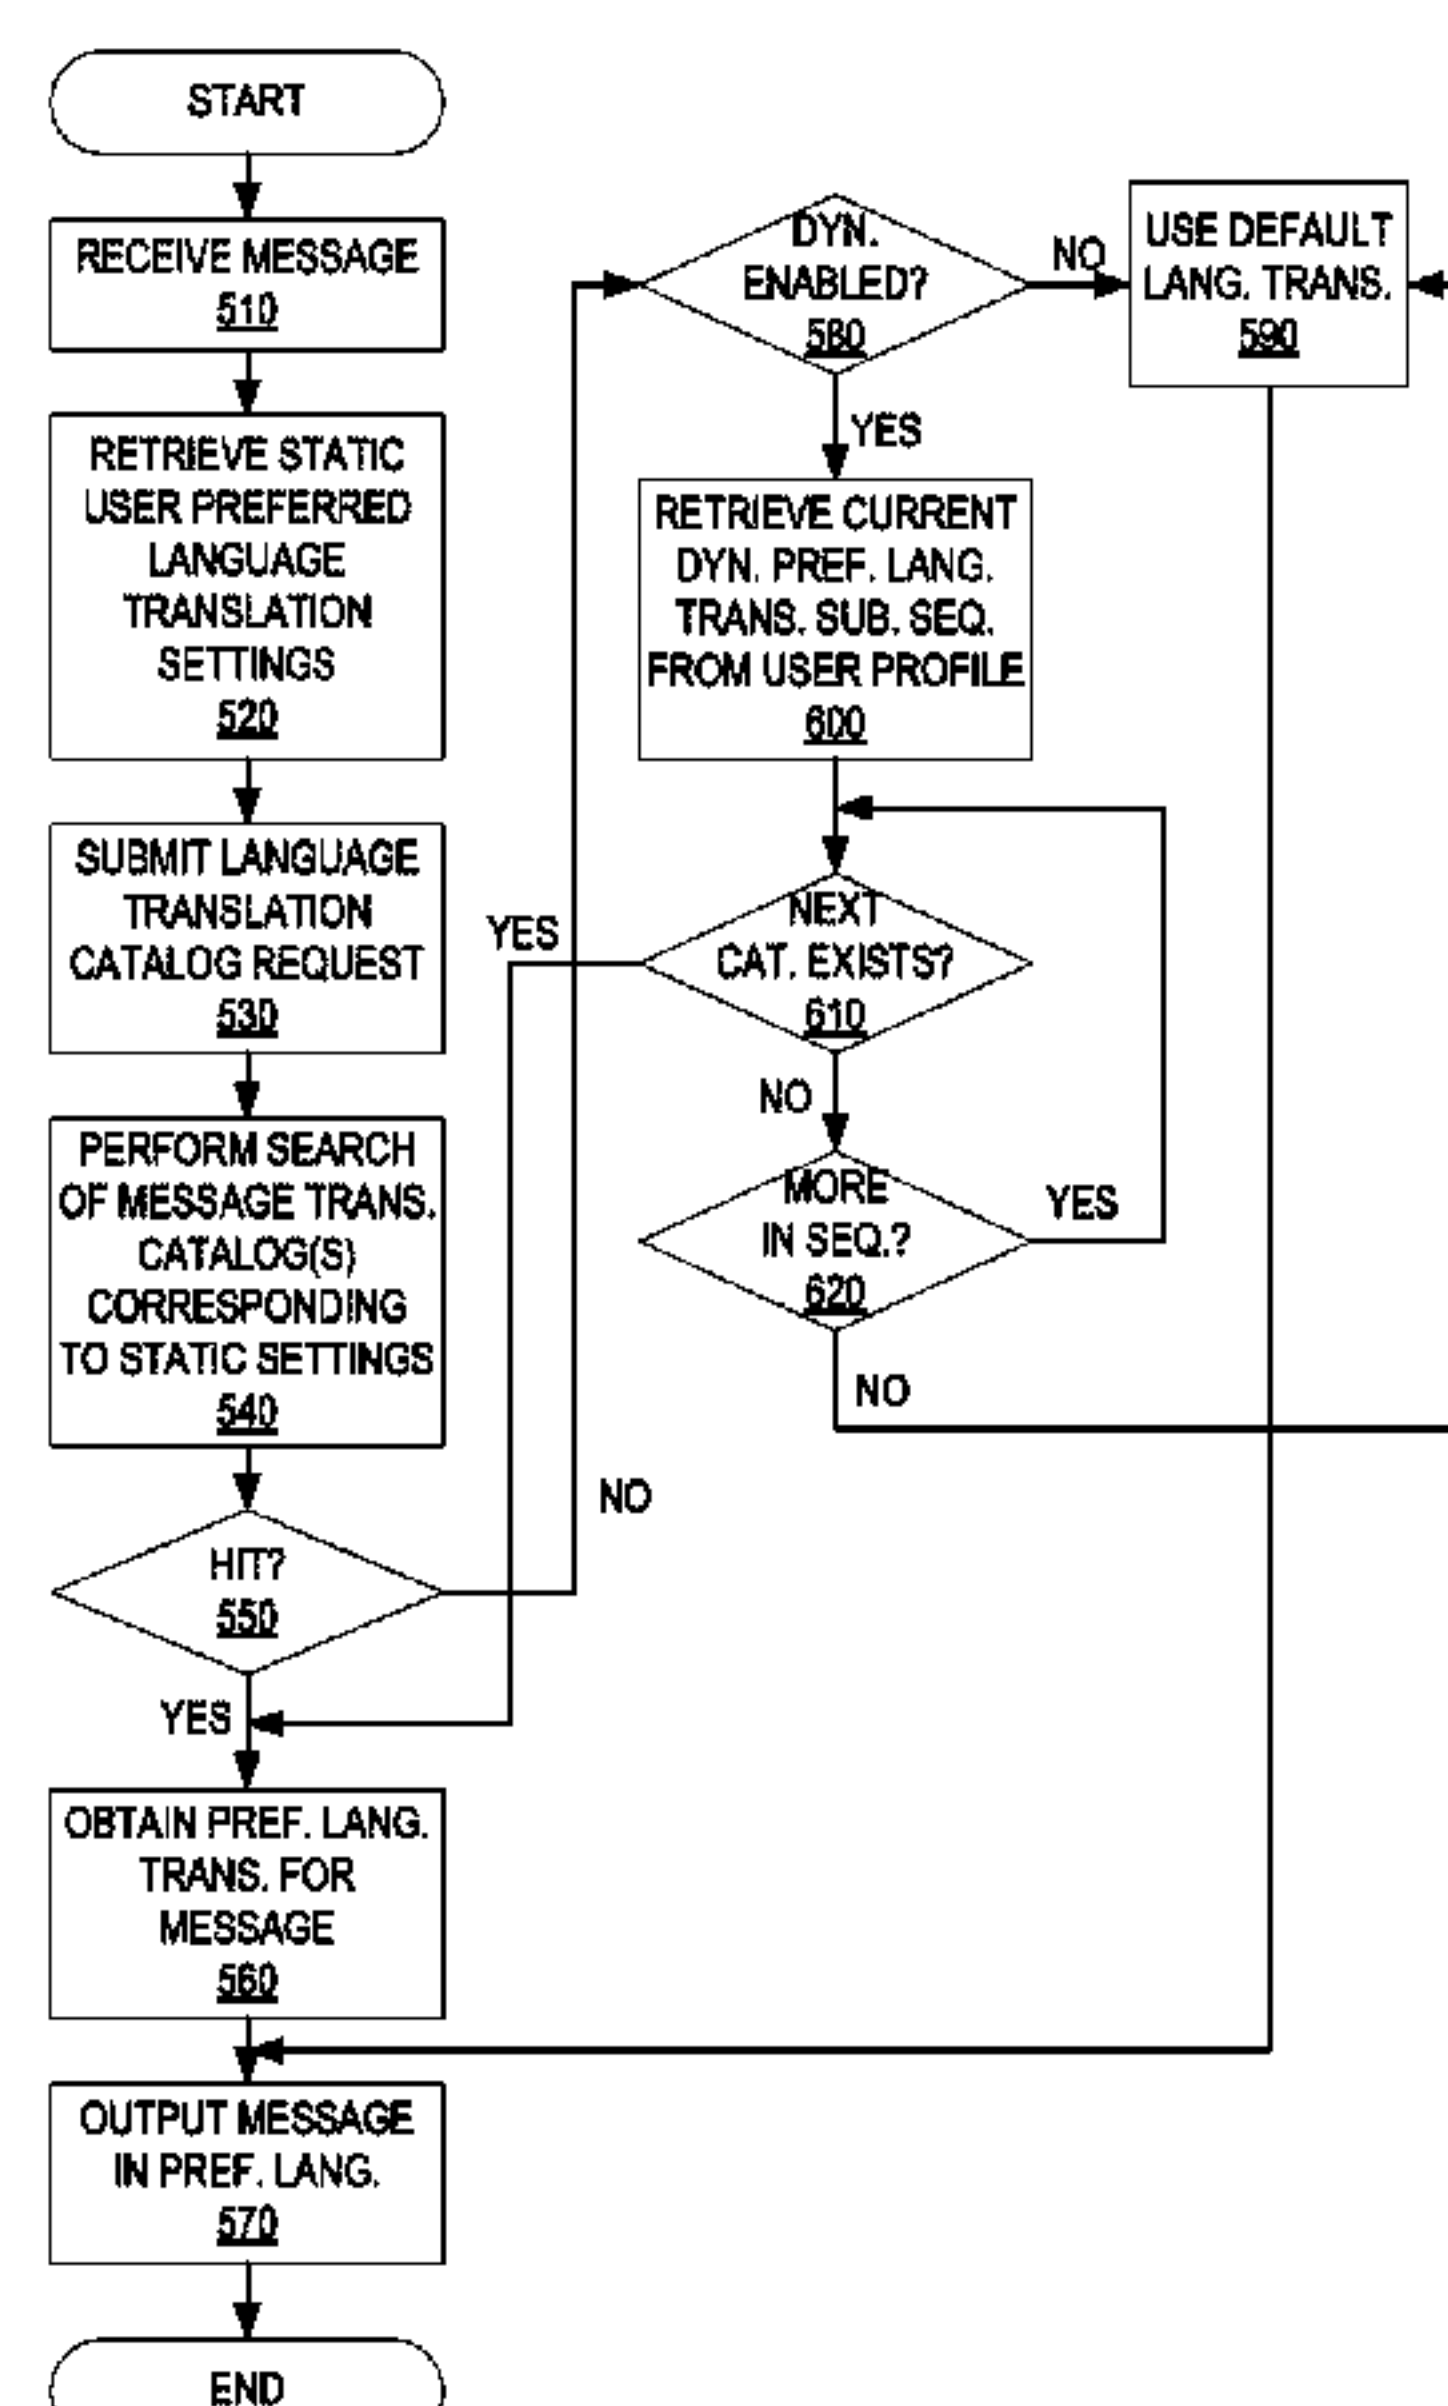 START
RECEIVE MESSAGE
510
RETRIEVE STATIC
USER PREFERRED
LANGUAGE
TRANSLATION
SETTINGS
520
SUBMIT LANGUAGE
TRANSLATION
CATALOG REQUEST
530
PERFORM SEARCH
OF MESSAGE TRANS.
CATALOG(S)
CORRESPONDING
TO STATIC SETTINGS
540
HIT?
550
YES
NO
OBTAIN PREF. LANG.
TRANS. FOR
MESSAGE
560
OUTPUT MESSAGE
IN PREF. LANG.
570
END
DYN.
ENABLED?
580
NO
YES
USE DEFAULT
LANG. TRANS.
590
RETRIEVE CURRENT
DYN. PREF. LANG.
TRANS. SUB. SEQ.
FROM USER PROFILE
600
NEXT
CAT. EXISTS?
610
YES
NO
MORE
IN SEQ.?
620
YES
NO